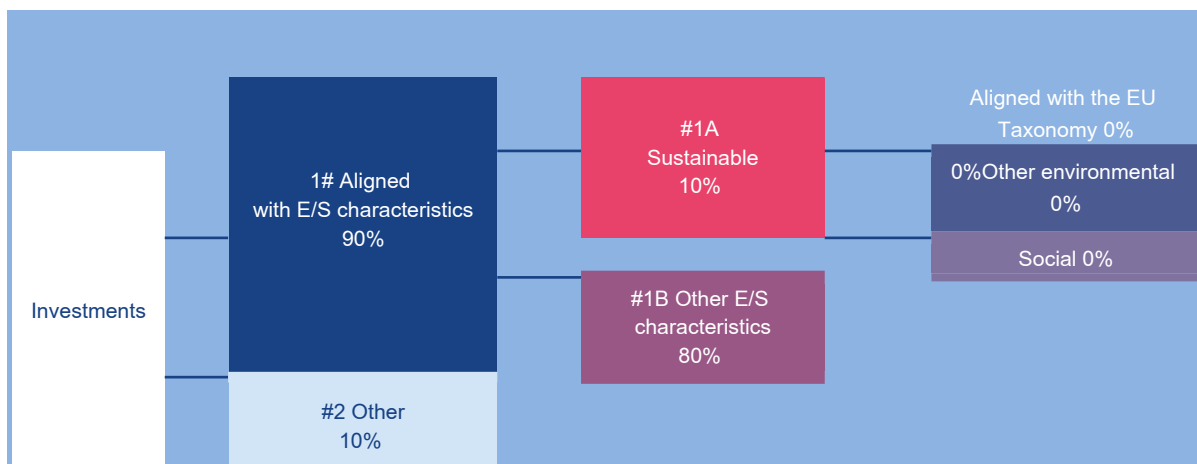 Investments
1# Aligned
with E/S characteristics
90%
#2 Other
10%
#1A
Sustainable
10%
#1B Other E/S
characteristics
80%
Aligned with the EU
Taxonomy 0%
0%Other environmental
0%
Social 0%